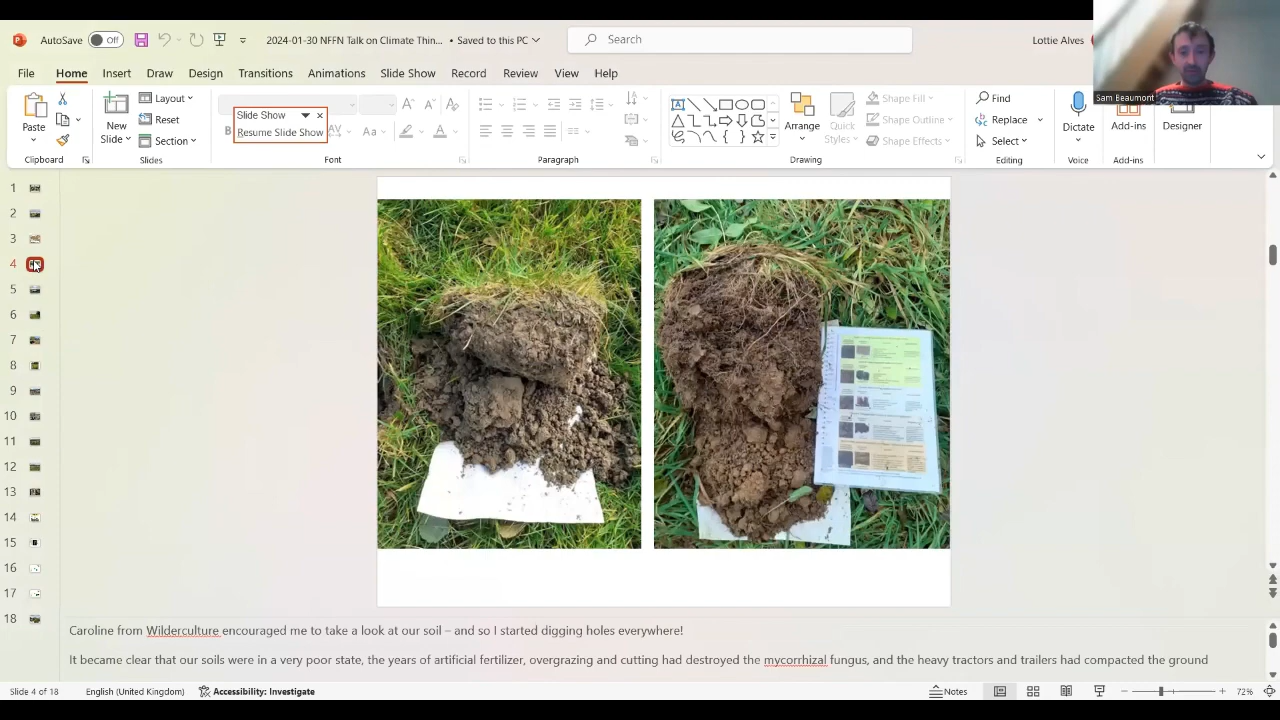 AutoSave Off 2024-01-30 NFFN Talk on Climate Thin... • Saved to this PC Search Lottie Alves
File Home Insert Draw Design Transitions Animations Slide Show Record Review View Help
Sam Beaumont
Paste New Slide Layout Reset Section
Slide Show
Resume Slide Show
B AV Aa
Arrange Quick Styles Shape Fill Shape Outline Shape Effects
Find Replace Select Dictate Add-ins Designer
Clipboard Slides Font Paragraph Drawing Editing Voice Add-ins
1
2
3
4
5
6
7
8
9
10
11
12
13
14
15
16
17
18
Caroline from Wilderculture encouraged me to take a look at our soil – and so I started digging holes everywhere!
It became clear that our soils were in a very poor state, the years of artificial fertilizer, overgrazing and cutting had destroyed the mycorrhizal fungus, and the heavy tractors and trailers had compacted the ground
Slide 4 of 18 English (United Kingdom) Accessibility: Investigate Notes 72%